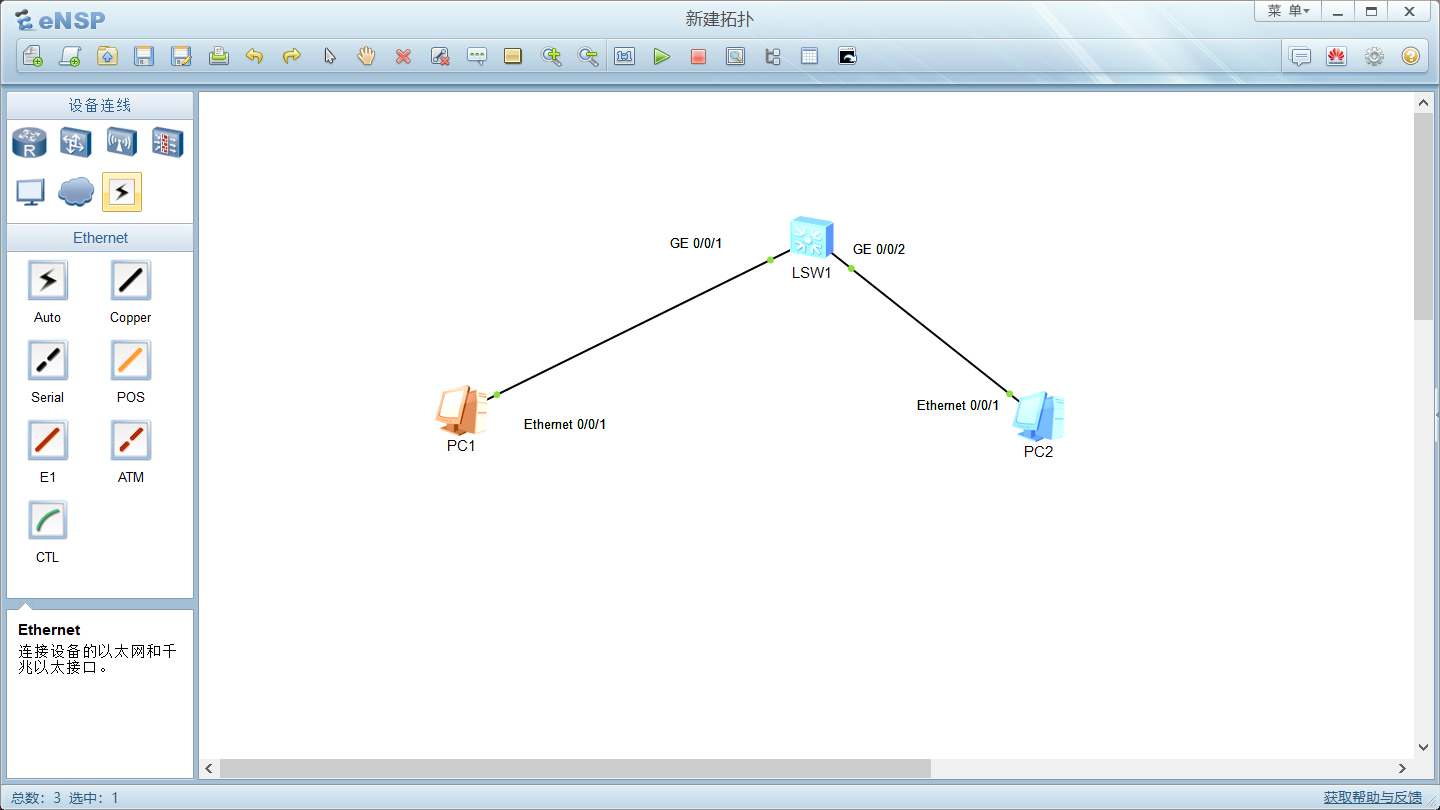 eNSP
新建拓扑
菜 单
1:1
设备连线
R
Ethernet
Auto
Copper
Serial
POS
E1
ATM
CTL
Ethernet
连接设备的以太网和千
兆以太接口。
GE 0/0/1
GE 0/0/2
LSW1
Ethernet 0/0/1
Ethernet 0/0/1
PC1
PC2
总数: 3 选中: 1
获取帮助与反馈